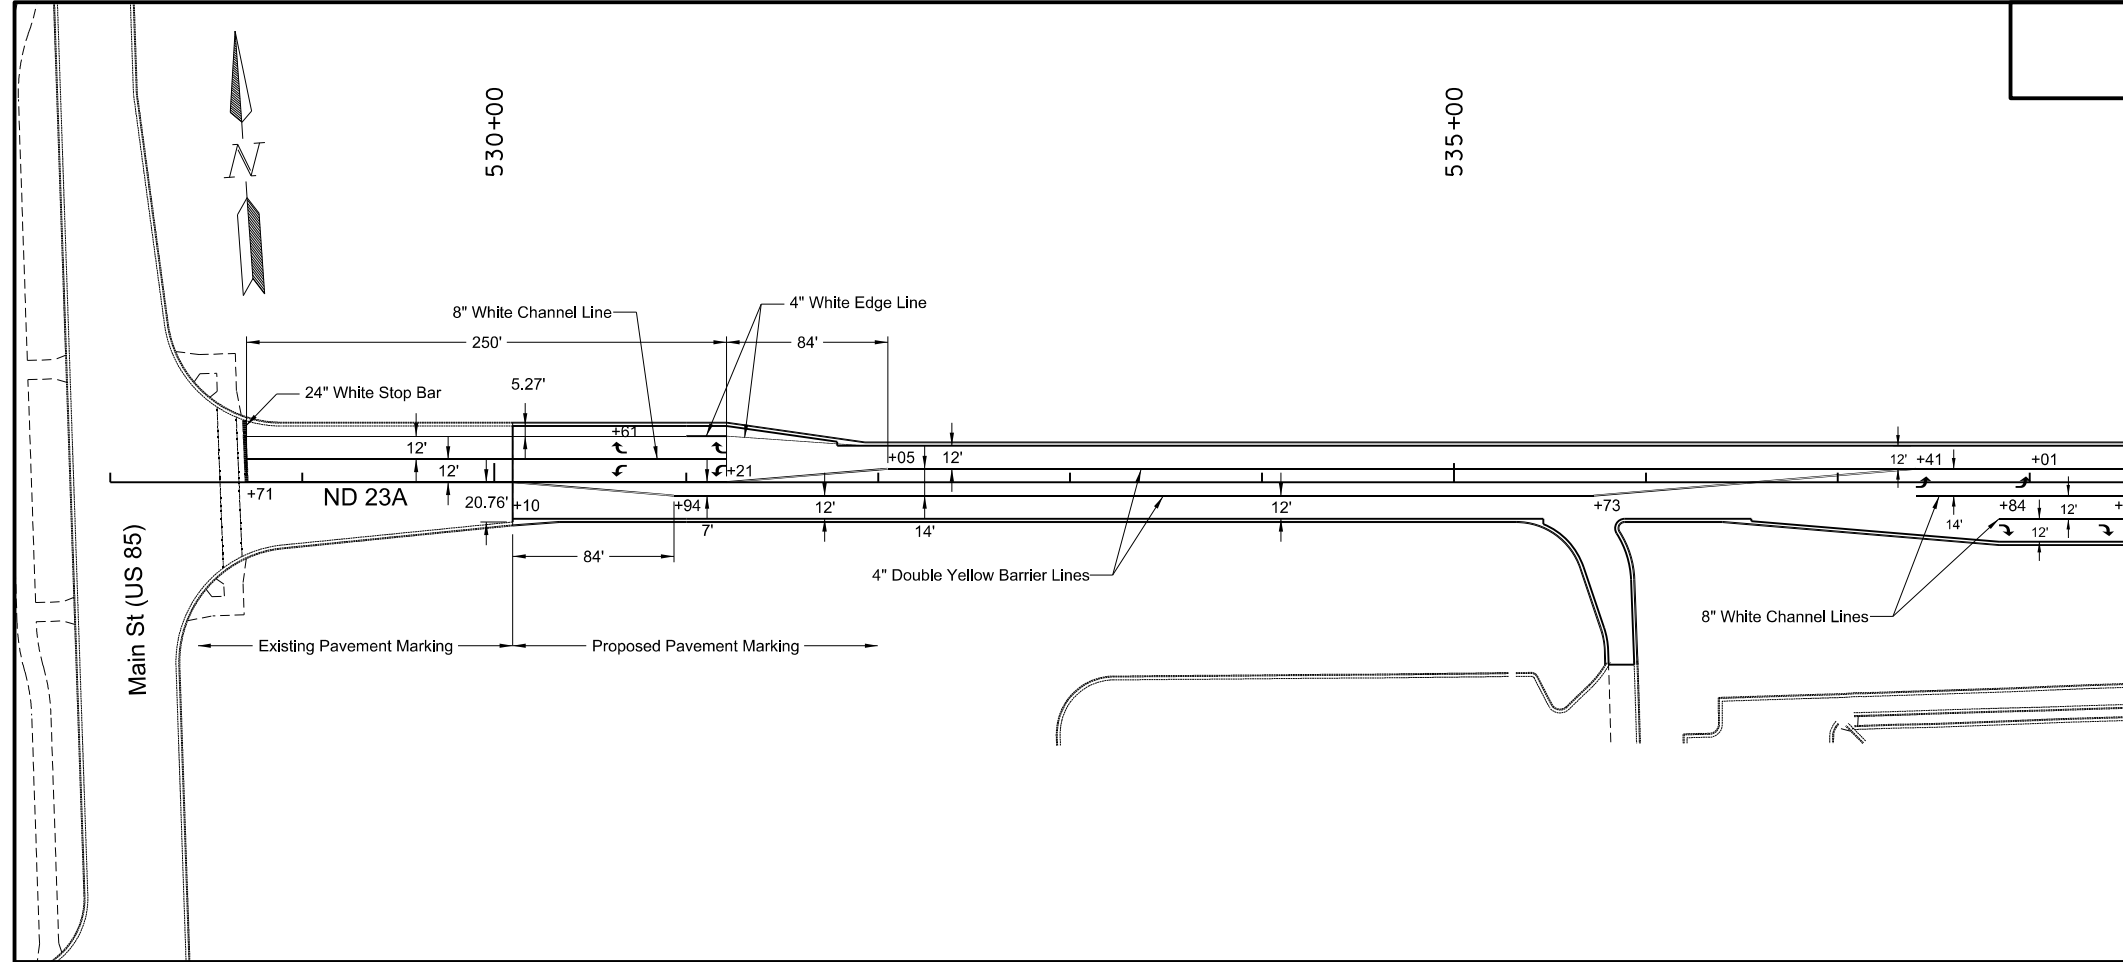 530+00
535+00
N
4" White Edge Line
8" White Channel Line
250'
84'
24" White Stop Bar
5.27'
+61
12'
12'
+21
+05
12'
12'
+41
+01
+71
ND 23A
20.76'
+10
+94
7'
12'
14'
12'
+73
14'
+84
12'
12'
+
84'
4" Double Yellow Barrier Lines
8" White Channel Lines
Main St (US 85)
Existing Pavement Marking
Proposed Pavement Marking